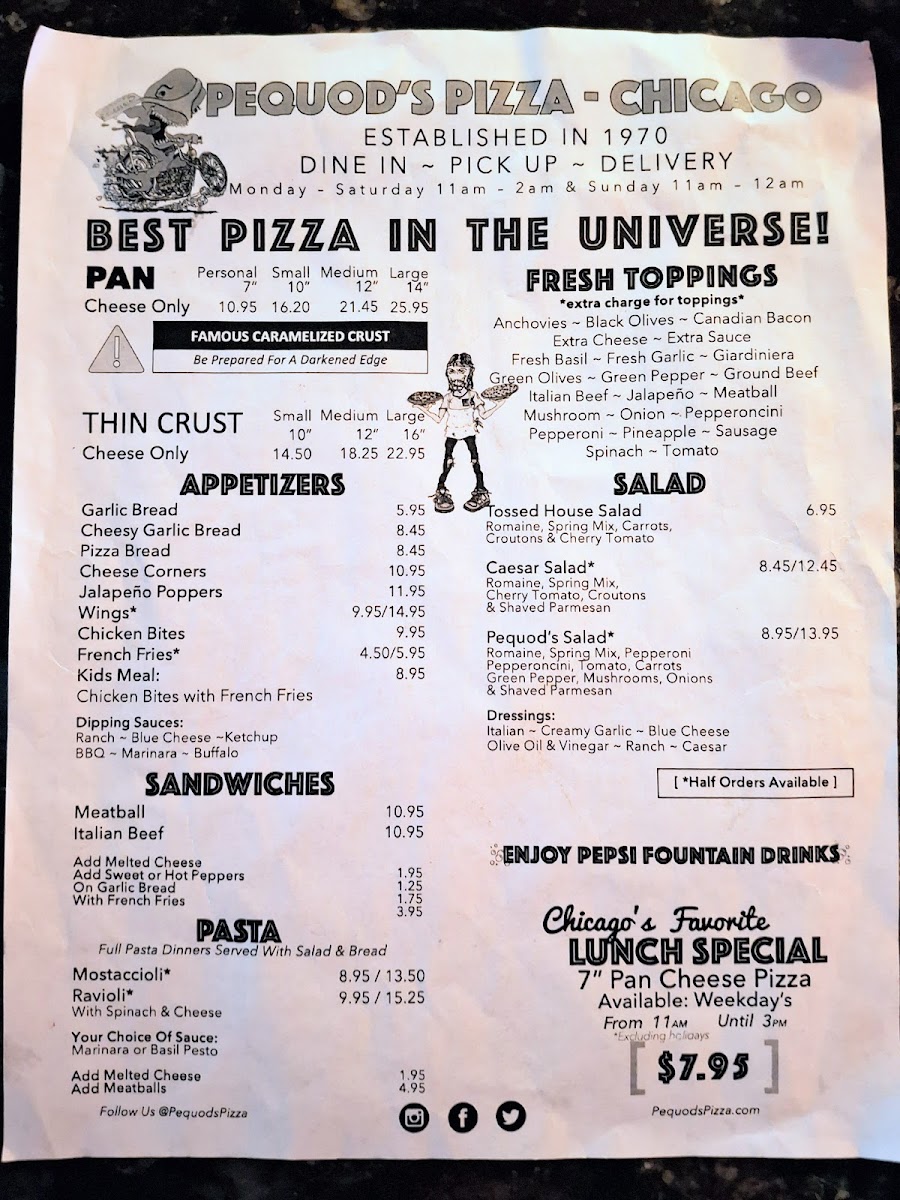 PEQUOD'S PIZZA - CHICAGO
ESTABLISHED IN 1970
DINE IN ~ PICK UP ~ DELIVERY
Monday - Saturday 11am - 2am & Sunday 11am - 12am
BEST PIZZA IN THE UNIVERSE!
PAN Personal Small Medium Large
7" 10" 12" 14"
Cheese Only 10.95 16.20 21.45 25.95
FAMOUS CARAMELIZED CRUST
Be Prepared For A Darkened Edge
THIN CRUST Small Medium Large
10" 12" 16"
Cheese Only 14.50 18.25 22.95
APPETIZERS
Garlic Bread 5.95
Cheesy Garlic Bread 8.45
Pizza Bread 8.45
Cheese Corners 10.95
Jalapeño Poppers 11.95
Wings* 9.95/14.95
Chicken Bites 9.95
French Fries* 4.50/5.95
Kids Meal: 8.95
Chicken Bites with French Fries
Dipping Sauces:
Ranch ~ Blue Cheese ~Ketchup
BBQ ~ Marinara ~ Buffalo
SANDWICHES
Meatball 10.95
Italian Beef 10.95
Add Melted Cheese
Add Sweet or Hot Peppers 1.95
On Garlic Bread 1.25
With French Fries 1.75
3.95
PASTA
Full Pasta Dinners Served With Salad & Bread
Mostaccioli* 8.95 / 13.50
Ravioli* 9.95 / 15.25
With Spinach & Cheese
Your Choice Of Sauce:
Marinara or Basil Pesto
Add Melted Cheese 1.95
Add Meatballs 4.95
Follow Us @PequodsPizza
FRESH TOPPINGS
*extra charge for toppings*
Anchovies ~ Black Olives ~ Canadian Bacon
Extra Cheese ~ Extra Sauce
Fresh Basil ~ Fresh Garlic ~ Giardiniera
Green Olives ~ Green Pepper ~ Ground Beef
Italian Beef ~ Jalapeño ~ Meatball
Mushroom ~ Onion ~ Pepperoncini
Pepperoni ~ Pineapple ~ Sausage
Spinach ~ Tomato
SALAD
Tossed House Salad 6.95
Romaine, Spring Mix, Carrots,
Croutons & Cherry Tomato
Caesar Salad* 8.45/12.45
Romaine, Spring Mix,
Cherry Tomato, Croutons
& Shaved Parmesan
Pequod's Salad* 8.95/13.95
Romaine, Spring Mix, Pepperoni
Pepperoncini, Tomato, Carrots
Green Pepper, Mushrooms, Onions
& Shaved Parmesan
Dressings:
Italian ~ Creamy Garlic ~ Blue Cheese
Olive Oil & Vinegar ~ Ranch ~ Caesar
[ *Half Orders Available ]
ENJOY PEPSI FOUNTAIN DRINKS
Chicago's Favorite
LUNCH SPECIAL
7" Pan Cheese Pizza
Available: Weekday's
From 11AM Until 3PM
*Excluding holidays
[ $7.95 ]
PequodsPizza.com